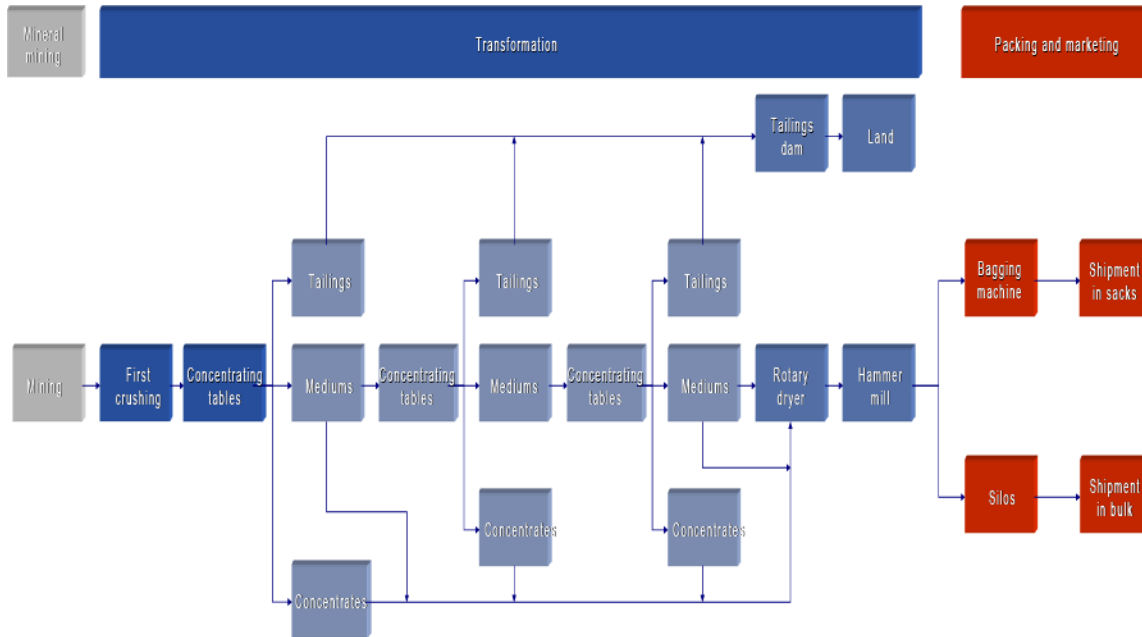 Mineral
mining
Transformation
Packing and marketing
Tailings
dam
Land
Tailings
Tailings
Tailings
Bagging
machine
Shipment
in sacks
Mining
First
crushing
Concentrating
tables
Mediums
Concentrating
tables
Mediums
Concentrating
tables
Mediums
Rotary
dryer
Hammer
mill
Silos
Shipment
in bulk
Concentrates
Concentrates
Concentrates